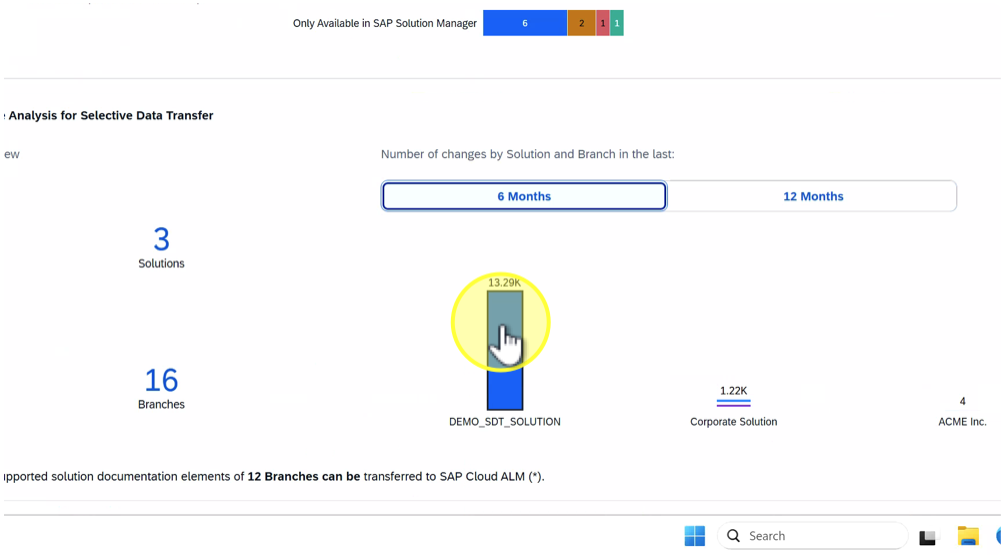 Only Available in SAP Solution Manager 6 2 1 1
Analysis for Selective Data Transfer
Number of changes by Solution and Branch in the last:
6 Months 12 Months
3
Solutions
13.29K
16
Branches
1.22K
4
DEMO_SDT_SOLUTION Corporate Solution ACME Inc.
solution documentation elements of 12 Branches can be transferred to SAP Cloud ALM (*).
Search